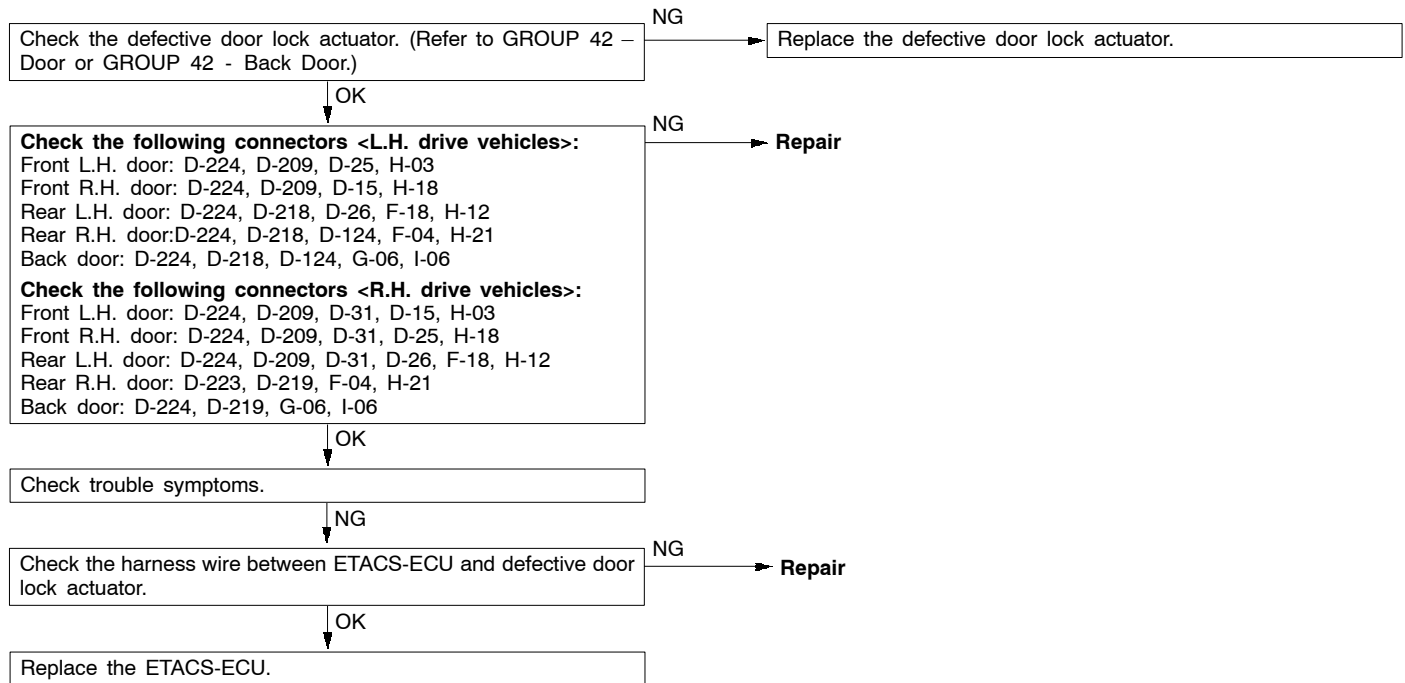 NG
Check the defective door lock actuator. (Refer to GROUP 42 –
Door or GROUP 42 - Back Door.)
Replace the defective door lock actuator.
OK
NG
Check the following connectors <L.H. drive vehicles>:
Front L.H. door: D-224, D-209, D-25, H-03
Front R.H. door: D-224, D-209, D-15, H-18
Rear L.H. door: D-224, D-218, D-26, F-18, H-12
Rear R.H. door:D-224, D-218, D-124, F-04, H-21
Back door: D-224, D-218, D-124, G-06, I-06
Check the following connectors <R.H. drive vehicles>:
Front L.H. door: D-224, D-209, D-31, D-15, H-03
Front R.H. door: D-224, D-209, D-31, D-25, H-18
Rear L.H. door: D-224, D-209, D-31, D-26, F-18, H-12
Rear R.H. door: D-223, D-219, F-04, H-21
Back door: D-224, D-219, G-06, I-06
Repair
OK
Check trouble symptoms.
NG
NG
Check the harness wire between ETACS-ECU and defective door
lock actuator.
Repair
OK
Replace the ETACS-ECU.